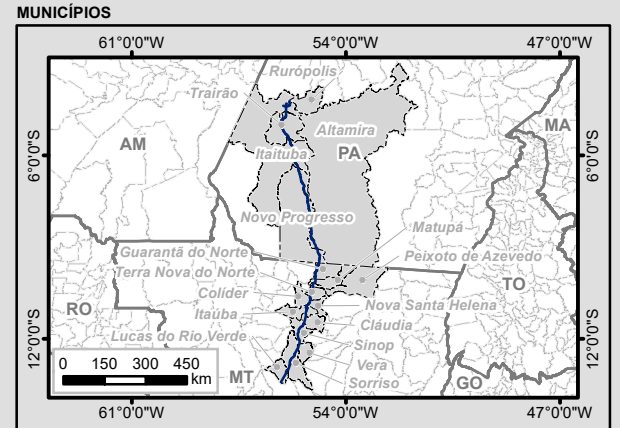 MUNICÍPIOS
61°0'0"W 54°0'0"W 47°0'0"W
Rurópolis
Trairão
MA
AM
Altamira
6°0'0"S
6°0'0"S
Itaituba
PA
Novo Progresso
Matupá
Guarantã do Norte
Peixoto de Azevedo
Terra Nova do Norte
TO
Colíder
Nova Santa Helena
RO
Itaúba
Cláudia
Lucas do Rio Verde
Sinop
12°0'0"S
12°0'0"S
0 150 300 450
km
Vera
MT
Sorriso
GO
61°0'0"W 54°0'0"W 47°0'0"W